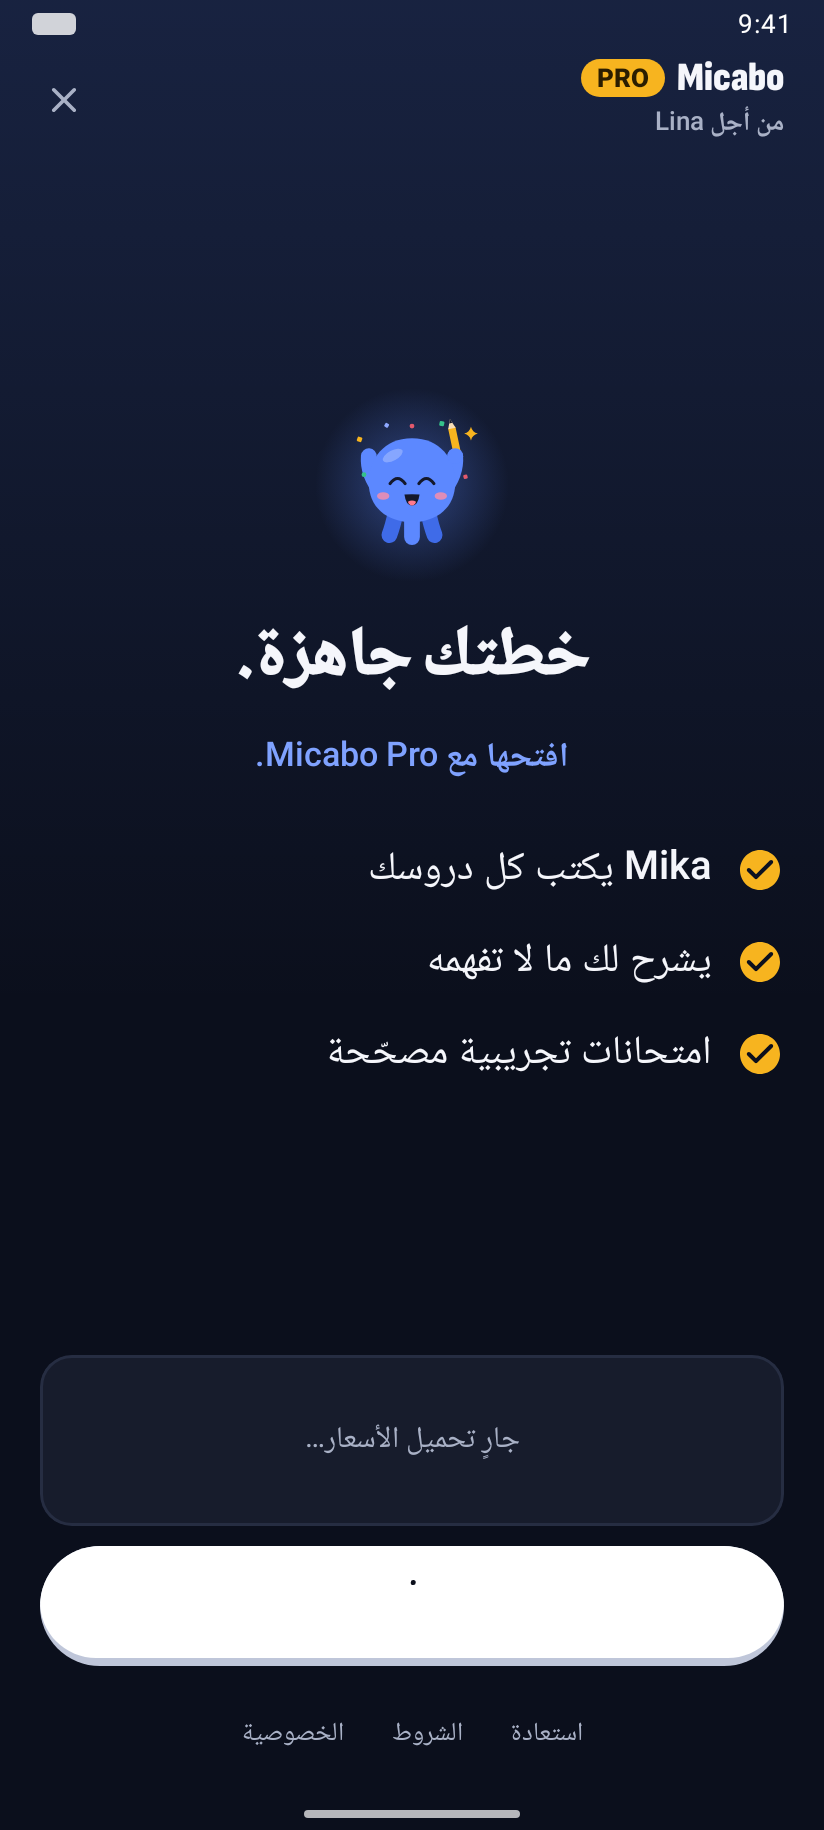 9:41
Micabo PRO
من أجل Lina
خطتك جاهزة.
افتحها مع Micabo Pro.
Mika يكتب كل دروسك
يشرح لك ما لا تفهمه
امتحانات تجريبية مصحّحة
جارٍ تحميل الأسعار...
استعادة
الشروط
الخصوصية